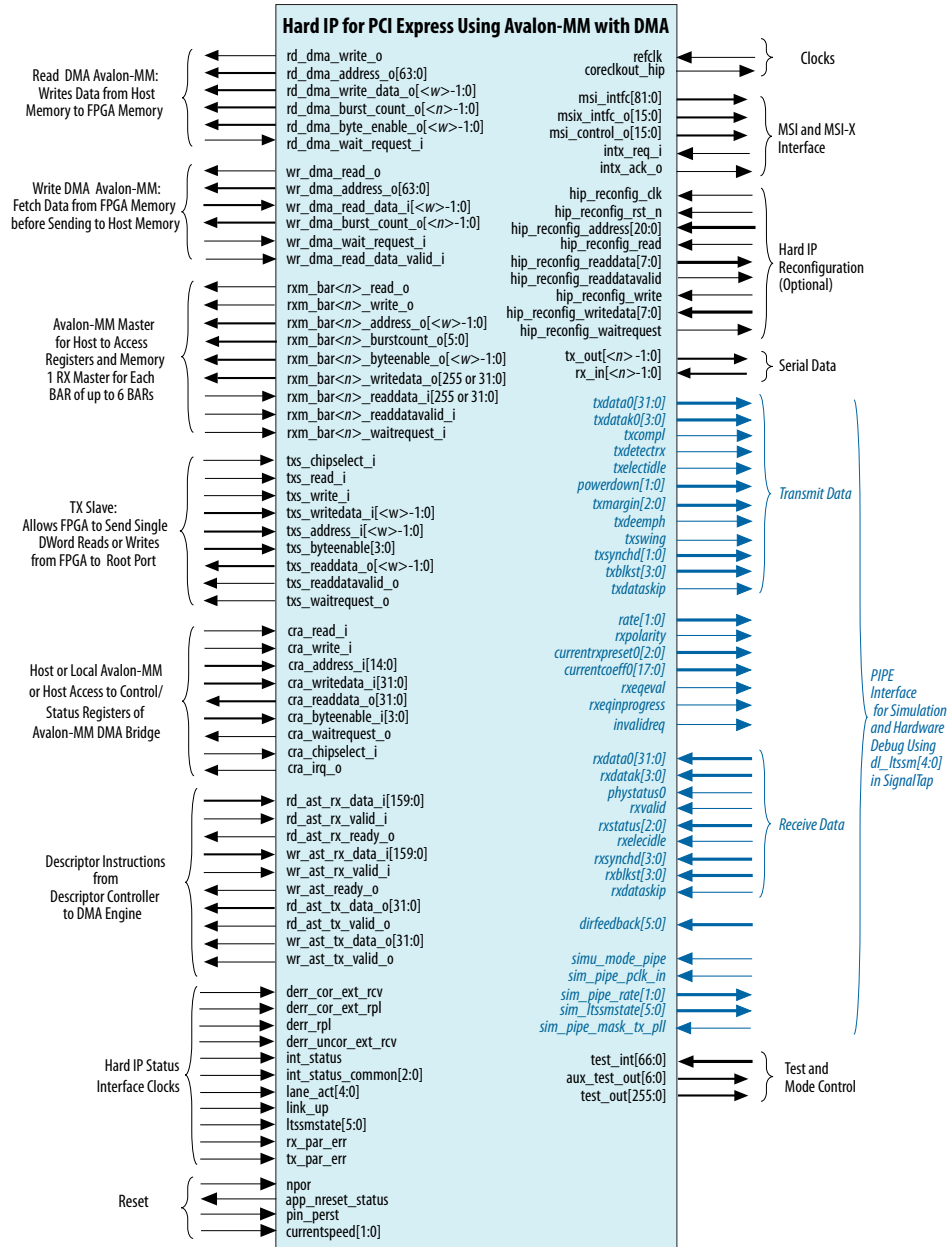 Hard IP for PCI Express Using Avalon-MM with DMA
Read DMA Avalon-MM:
Writes Data from Host
Memory to FPGA Memory
rd_dma_write_o
rd_dma_address_o[63:0]
rd_dma_write_data_o[<w>-1:0]
rd_dma_burst_count_o[<n>-1:0]
rd_dma_byte_enable_o[<w>-1:0]
rd_dma_wait_request_i
Write DMA Avalon-MM:
Fetch Data from FPGA Memory
before Sending to Host Memory
wr_dma_read_o
wr_dma_address_o[63:0]
wr_dma_read_data_i[<w>-1:0]
wr_dma_burst_count_o[<n>-1:0]
wr_dma_wait_request_i
wr_dma_read_data_valid_i
Avalon-MM Master
for Host to Access
Registers and Memory
1 RX Master for Each
BAR of up to 6 BARs
rxm_bar<n>_read_o
rxm_bar<n>_write_o
rxm_bar<n>_address_o[<w>-1:0]
rxm_bar<n>_burstcount_o[5:0]
rxm_bar<n>_byteenable_o[<w>-1:0]
rxm_bar<n>_writedata_o[255 or 31:0]
rxm_bar<n>_readdata_i[255 or 31:0]
rxm_bar<n>_readdatavalid_i
rxm_bar<n>_waitrequest_i
TX Slave:
Allows FPGA to Send Single
DWord Reads or Writes
from FPGA to Root Port
txs_chipselect_i
txs_read_i
txs_write_i
txs_writedata_i[<w>-1:0]
txs_address_i[<w>-1:0]
txs_byteenable[3:0]
txs_readdata_o[<w>-1:0]
txs_readdatavalid_o
txs_waitrequest_o
Host or Local Avalon-MM
or Host Access to Control/
Status Registers of
Avalon-MM DMA Bridge
cra_read_i
cra_write_i
cra_address_i[14:0]
cra_writedata_i[31:0]
cra_readdata_o[31:0]
cra_byteenable_i[3:0]
cra_waitrequest_o
cra_chipselect_i
cra_irq_o
Descriptor Instructions
from
Descriptor Controller
to DMA Engine
rd_ast_rx_data_i[159:0]
rd_ast_rx_valid_i
rd_ast_rx_ready_o
wr_ast_rx_data_i[159:0]
wr_ast_rx_valid_i
wr_ast_ready_o
rd_ast_tx_data_o[31:0]
rd_ast_tx_valid_o
wr_ast_tx_data_o[31:0]
wr_ast_tx_valid_o
Hard IP Status
Interface Clocks
derr_cor_ext_rcv
derr_cor_ext_rpl
derr_rpl
derr_uncor_ext_rcv
int_status
int_status_common[2:0]
lane_act[4:0]
link_up
ltssmstate[5:0]
rx_par_err
tx_par_err
Reset
npor
app_nreset_status
pin_perst
currentspeed[1:0]
refclk
coreclkout_hip
Clocks
msi_intfc[81:0]
msix_intfc_o[15:0]
msi_control_o[15:0]
intx_req_i
intx_ack_o
MSI and MSI-X
Interface
hip_reconfig_clk
hip_reconfig_rst_n
hip_reconfig_address[20:0]
hip_reconfig_read
hip_reconfig_readdata[7:0]
hip_reconfig_readdatavalid
hip_reconfig_write
hip_reconfig_writedata[7:0]
hip_reconfig_waitrequest
Hard IP
Reconfiguration
(Optional)
tx_out[<n> -1:0]
rx_in[<n>-1:0]
Serial Data
txdata0[31:0]
txdatak0[3:0]
txcompl
txdetectrx
txelectidle
powerdown[1:0]
txmargin[2:0]
txdeemph
txswing
txsynchd[1:0]
txblkst[3:0]
txdataskip
Transmit Data
rate[1:0]
rxpolarity
currentrxpreset0[2:0]
currentcoeff0[17:0]
rxeqeval
rxeqinprogress
invalidreq
PIPE
Interface
for Simulation
and Hardware
Debug Using
dl_ltssm[4:0]
in SignalTap
rxdata0[31:0]
rxdatak[3:0]
phystatus0
rxvalid
rxstatus[2:0]
rxelecidle
rxsynchd[3:0]
rxblkst[3:0]
rxdataskip
Receive Data
dirfeedback[5:0]
simu_mode_pipe
sim_pipe_pclk_in
sim_pipe_rate[1:0]
sim_ltssmstate[5:0]
sim_pipe_mask_tx_pll
test_int[66:0]
aux_test_out[6:0]
test_out[255:0]
Test and
Mode Control